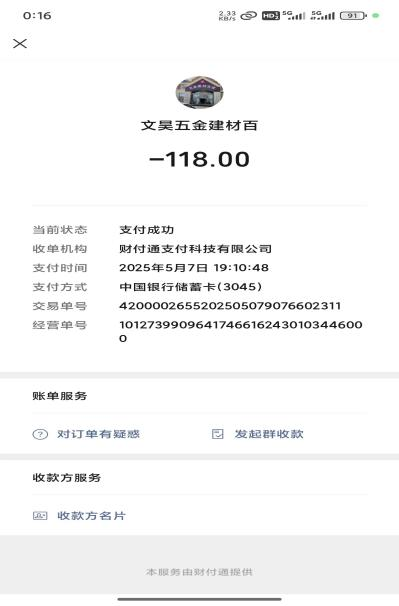 0:16
2.33 KB/s HD2 5G 5G 91
文昊五金建材百
-118.00
当前状态 支付成功
收单机构 财付通支付科技有限公司
支付时间 2025年5月7日 19:10:48
支付方式 中国银行储蓄卡(3045)
交易单号 4200002655202505079076602311
经营单号 101273990964174661624301034460​0
0
账单服务
对订单有疑惑 发起群收款
收款方服务
收款方名片
本服务由财付通提供